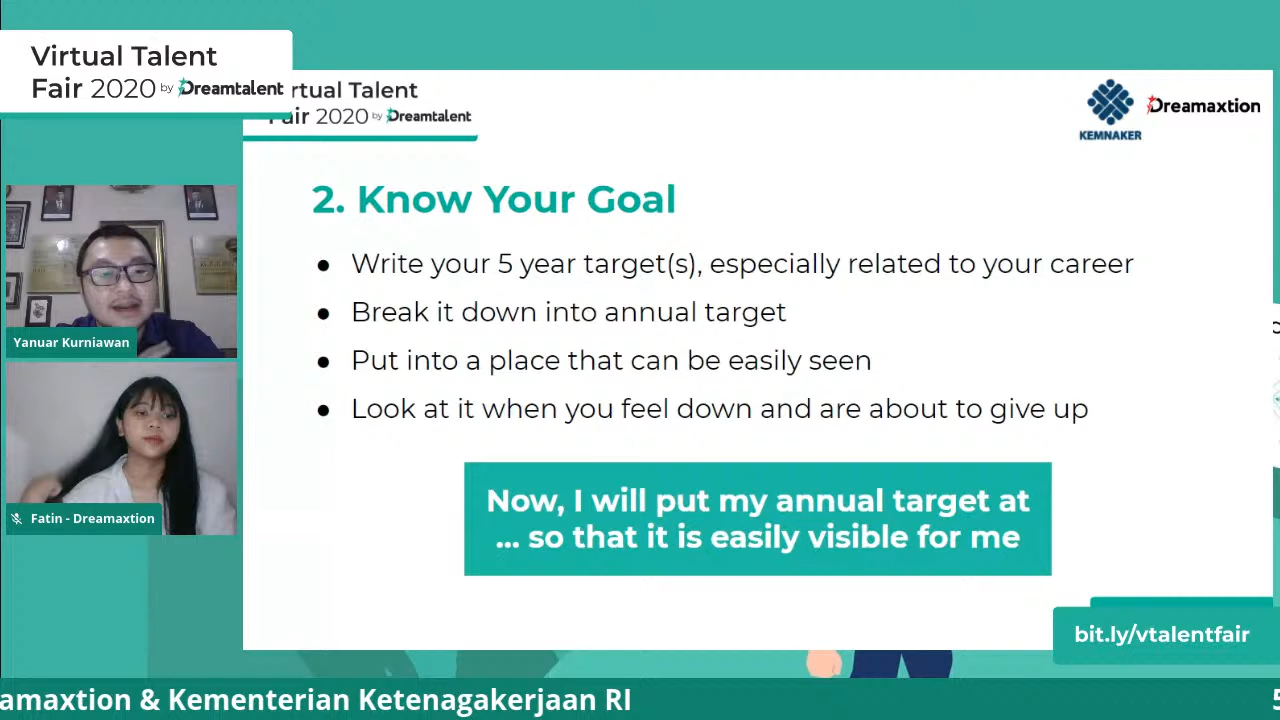 Virtual Talent
Fair 2020 by Dreamtalent
rtual Talent
Fair 2020 by Dreamtalent
KEMNAKER
Dreamaxtion
2. Know Your Goal
● Write your 5 year target(s), especially related to your career
● Break it down into annual target
● Put into a place that can be easily seen
● Look at it when you feel down and are about to give up
Now, I will put my annual target at
... so that it is easily visible for me
Yanuar Kurniawan
Fatin - Dreamaxtion
bit.ly/vtalentfair
amaxtion & Kementerian Ketenagakerjaan RI